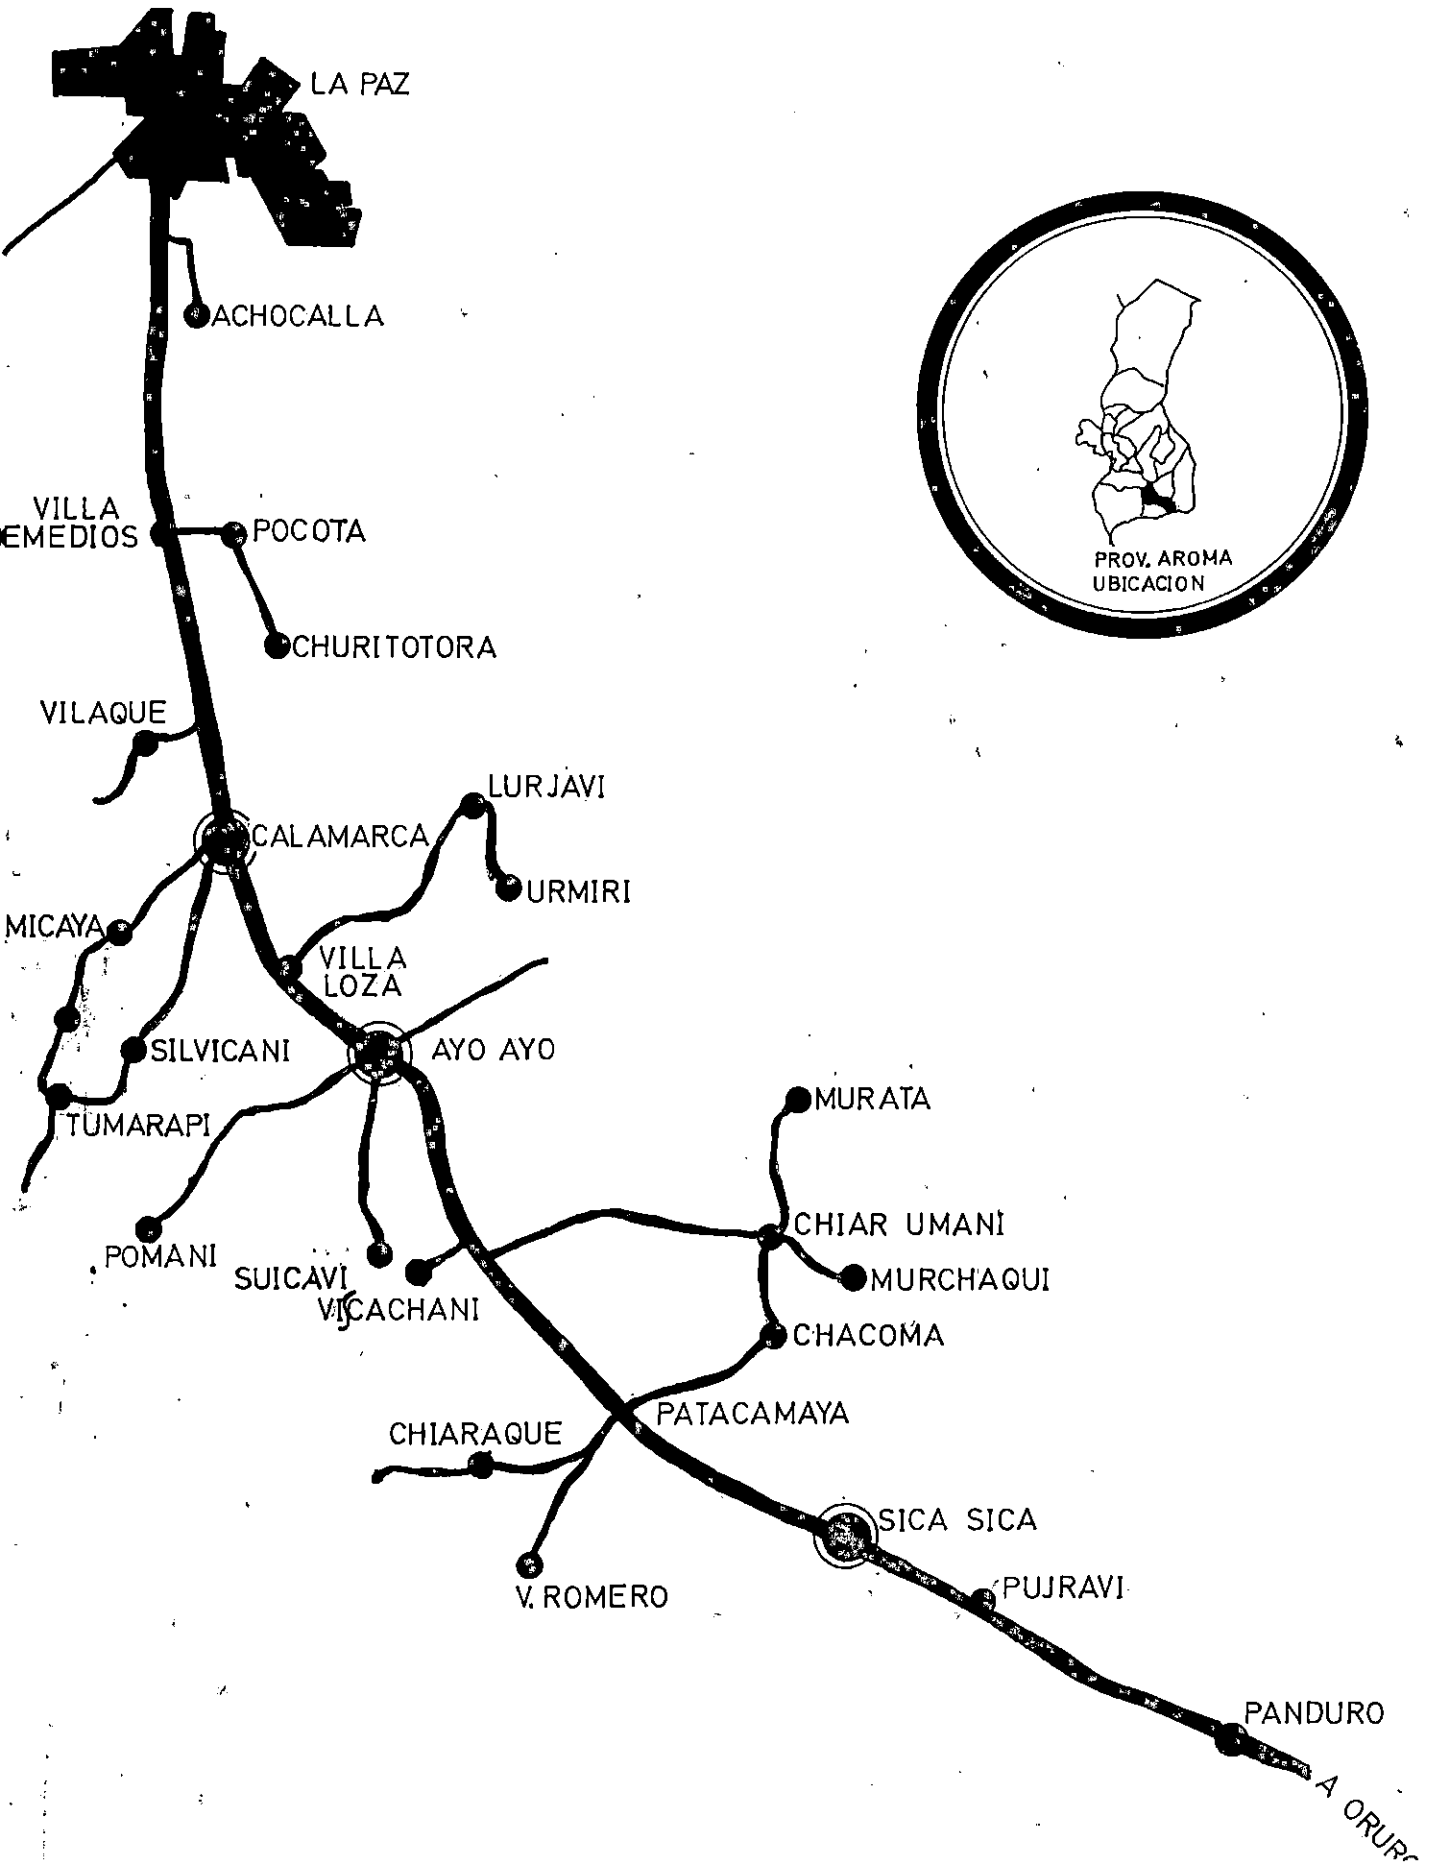 LA PAZ
ACHOCALLA
VILLA
EMEDIOS
POCOTA
PROV. AROMA
UBICACION
CHURITOTORA
VILAQUE
LURJAVI
CALAMARCA
URMIRI
MICAYA
VILLA
LOZA
SILVICANI
AYO AYO
TUMARAPI
MURATA
CHIAR UMANI
POMANI
SUICAVI
MURCHAQUI
VISCACHANI
CHACOMA
PATACAMAYA
CHIARAQUE
SICA SICA
PUJRAVI
V. ROMERO
PANDURO
A ORURO